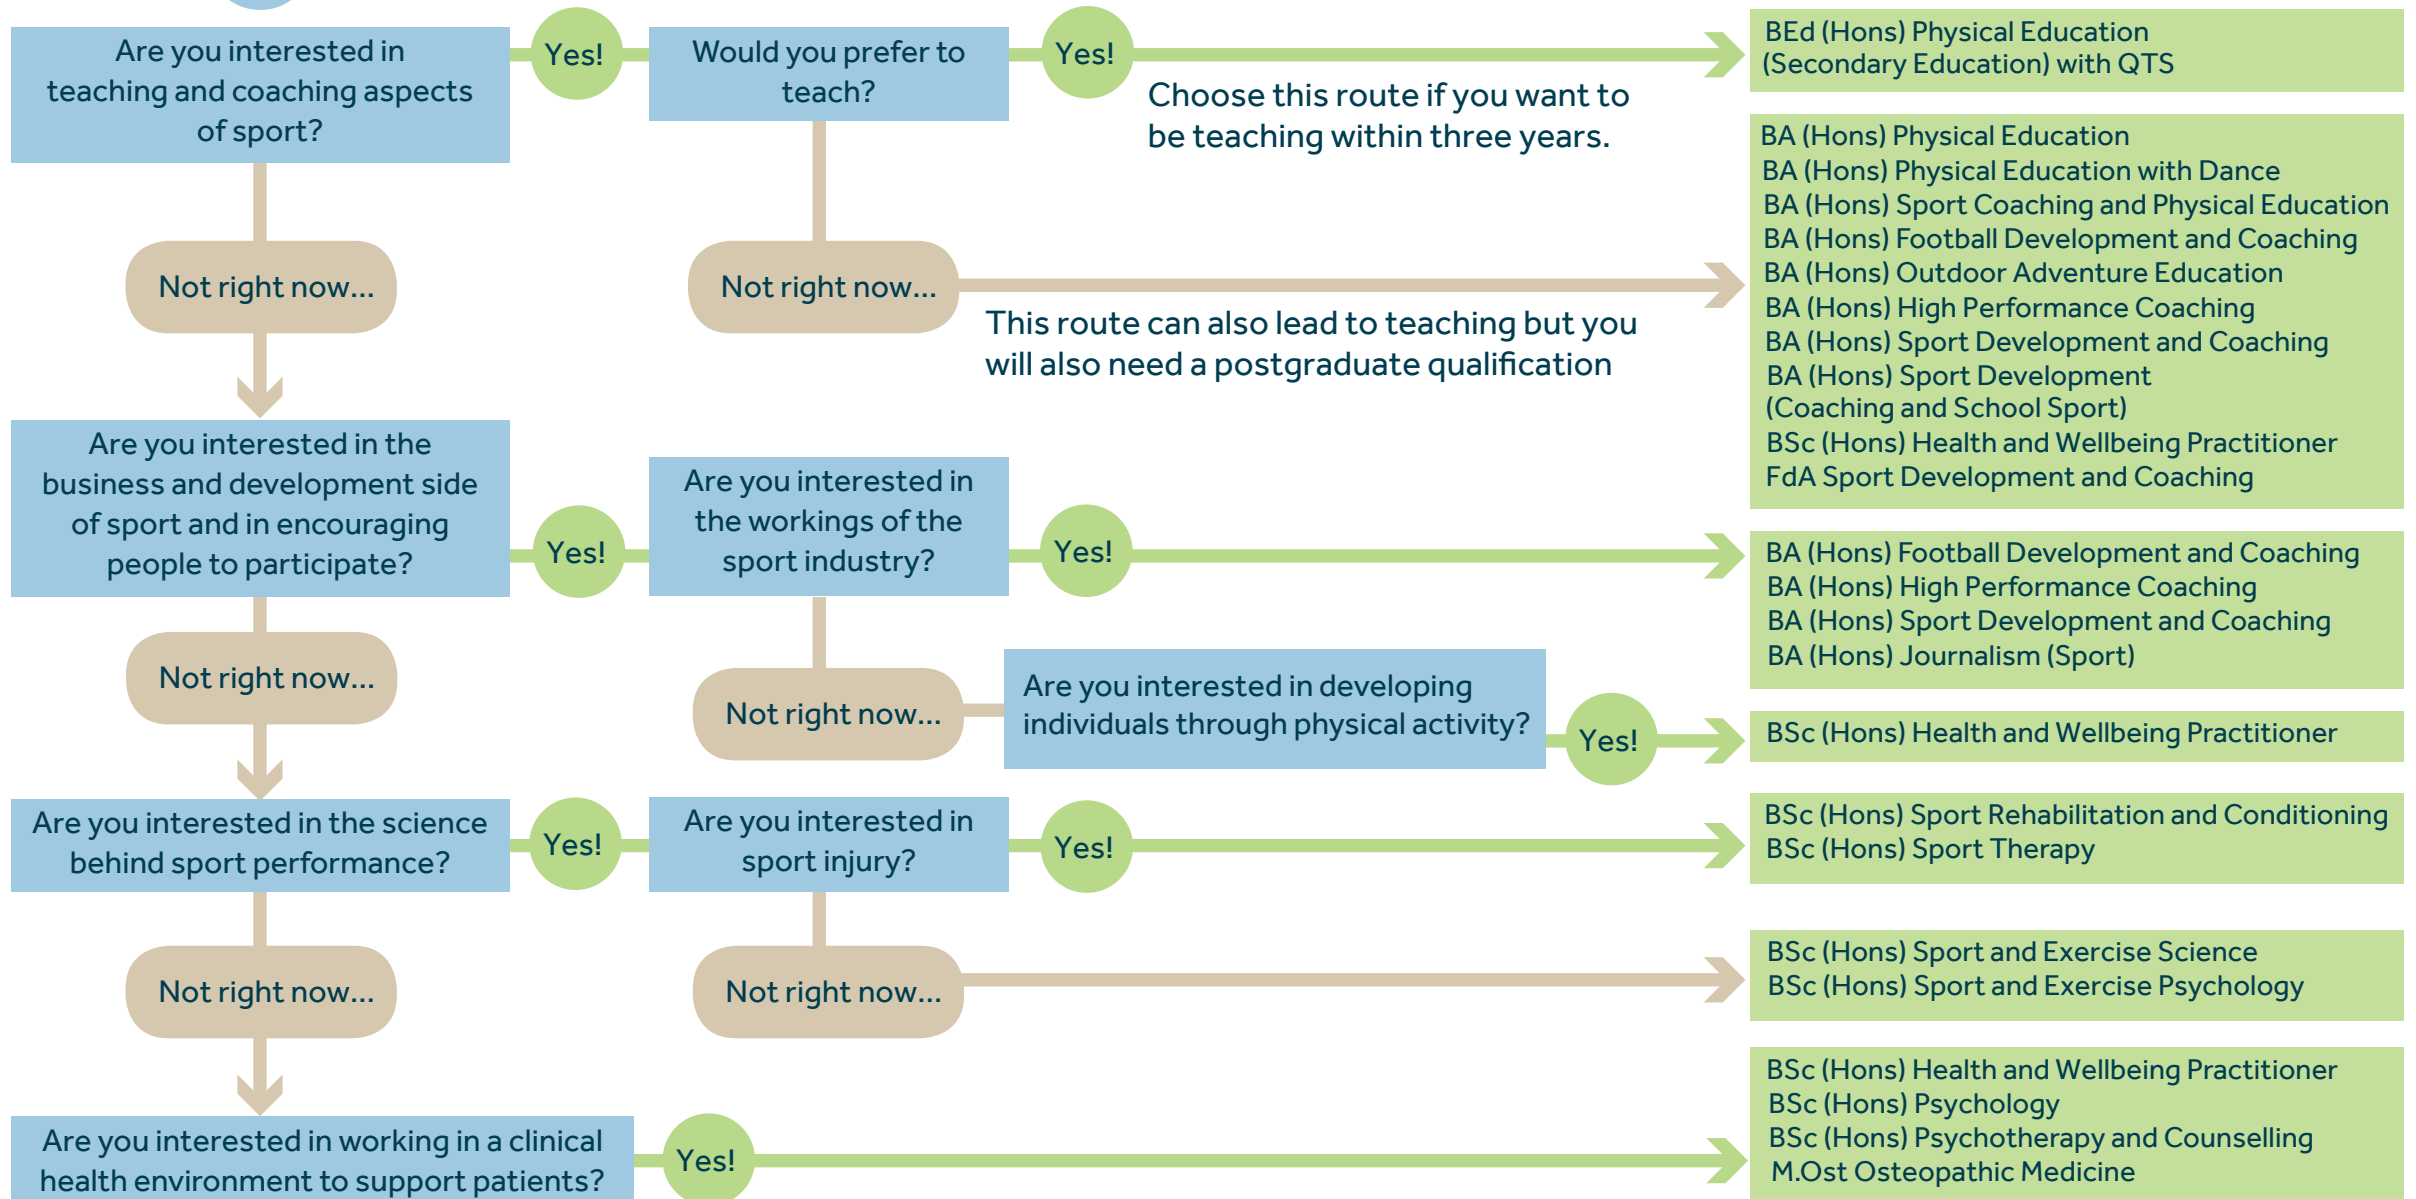 Are you interested in
teaching and coaching aspects
of sport?
Yes!
Would you prefer to
teach?
Yes!
Choose this route if you want to
be teaching within three years.
BEd (Hons) Physical Education
(Secondary Education) with QTS
Not right now...
Not right now...
This route can also lead to teaching but you
will also need a postgraduate qualification
BA (Hons) Physical Education
BA (Hons) Physical Education with Dance
BA (Hons) Sport Coaching and Physical Education
BA (Hons) Football Development and Coaching
BA (Hons) Outdoor Adventure Education
BA (Hons) High Performance Coaching
BA (Hons) Sport Development and Coaching
BA (Hons) Sport Development
(Coaching and School Sport)
BSc (Hons) Health and Wellbeing Practitioner
FdA Sport Development and Coaching
Are you interested in the
business and development side
of sport and in encouraging
people to participate?
Yes!
Are you interested in
the workings of the
sport industry?
Yes!
BA (Hons) Football Development and Coaching
BA (Hons) High Performance Coaching
BA (Hons) Sport Development and Coaching
BA (Hons) Journalism (Sport)
Not right now...
Not right now...
Are you interested in developing
individuals through physical activity?
Yes!
BSc (Hons) Health and Wellbeing Practitioner
Are you interested in the science
behind sport performance?
Yes!
Are you interested in
sport injury?
Yes!
BSc (Hons) Sport Rehabilitation and Conditioning
BSc (Hons) Sport Therapy
Not right now...
Not right now...
BSc (Hons) Sport and Exercise Science
BSc (Hons) Sport and Exercise Psychology
Are you interested in working in a clinical
health environment to support patients?
Yes!
BSc (Hons) Health and Wellbeing Practitioner
BSc (Hons) Psychology
BSc (Hons) Psychotherapy and Counselling
M.Ost Osteopathic Medicine